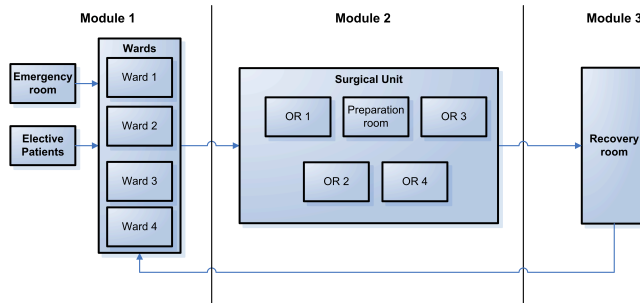 Module 1
Module 2
Module 3
Wards
Emergency
room
Elective
Patients
Ward 1
Ward 2
Ward 3
Ward 4
Surgical Unit
OR 1
Preparation
room
OR 3
OR 2
OR 4
Recovery
room